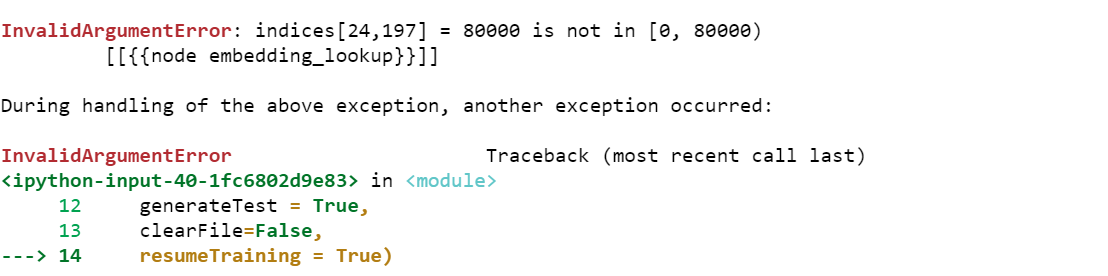 InvalidArgumentError: indices[24,197] = 80000 is not in [0, 80000)
[[{{node embedding_lookup}}]]
During handling of the above exception, another exception occurred:
InvalidArgumentError Traceback (most recent call last)
<ipython-input-40-1fc6802d9e83> in <module>
12 generateTest = True,
13 clearFile=False,
---> 14 resumeTraining = True)